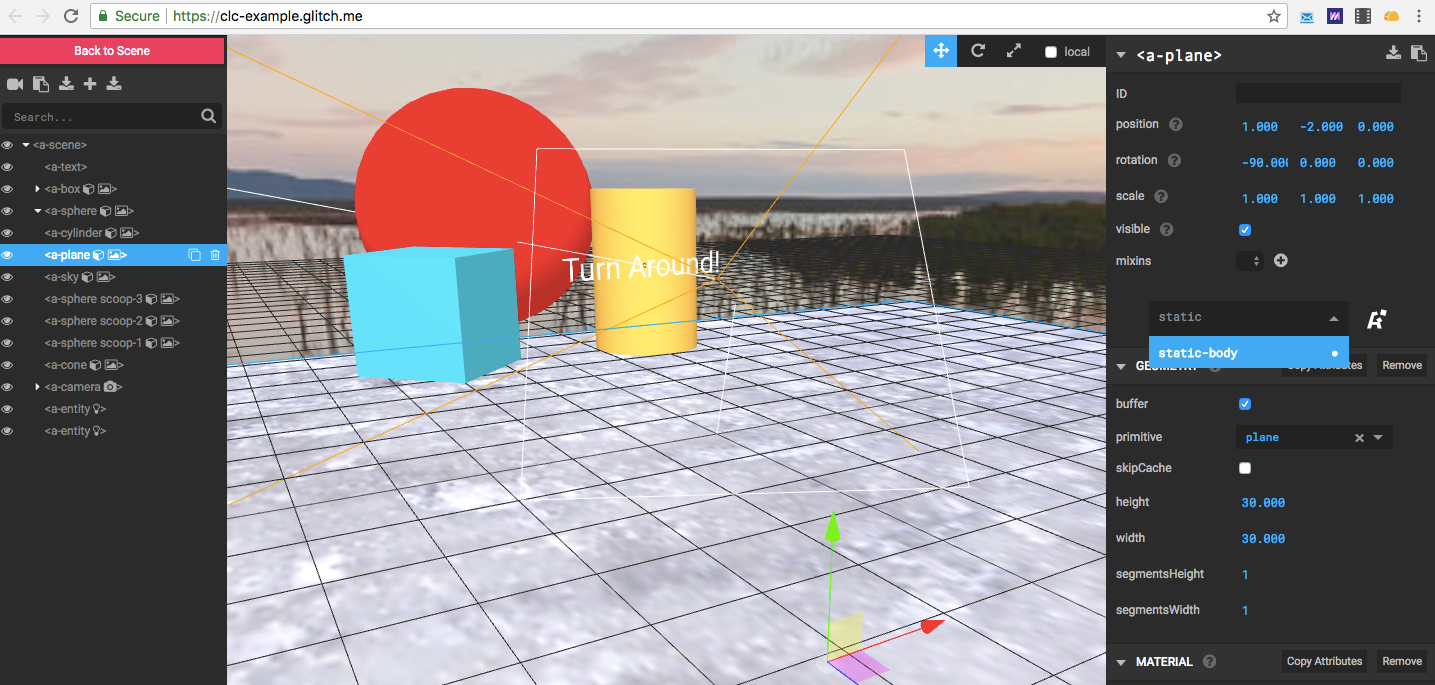 Secure https://clc-example.glitch.me
Back to Scene
Search...
<a-scene>
<a-text>
<a-box >
<a-sphere >
<a-cylinder >
<a-plane >
<a-sky >
<a-sphere scoop-3 >
<a-sphere scoop-2 >
<a-sphere scoop-1 >
<a-cone >
<a-camera >
<a-entity >
<a-entity >
local
Turn Around!
<a-plane>
ID
position ? 1.000 -2.000 0.000
rotation ? -90.000 0.000 0.000
scale ? 1.000 1.000 1.000
visible ?
mixins
static
static-body
GEOMETRY ? Copy Attributes Remove
buffer
primitive plane
skipCache
height 30.000
width 30.000
segmentsHeight 1
segmentsWidth 1
MATERIAL ? Copy Attributes Remove